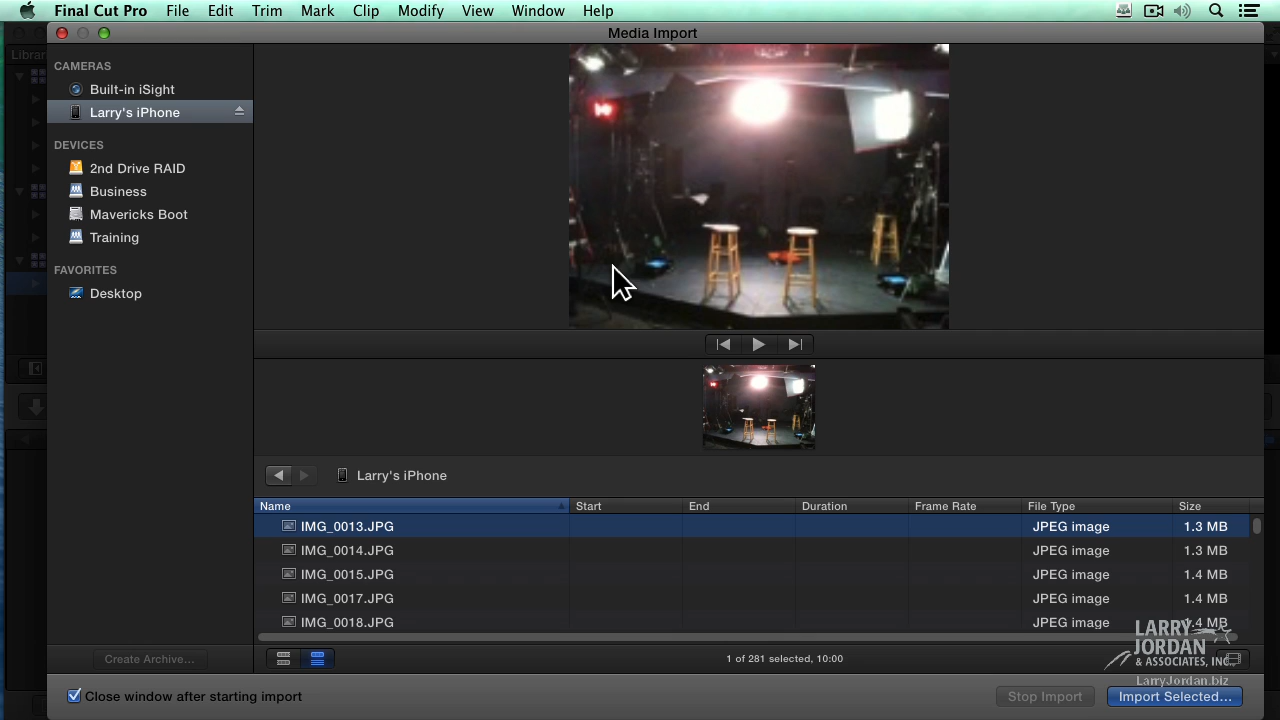 Final Cut Pro File Edit Trim Mark Clip Modify View Window Help
Media Import
CAMERAS
Built-in iSight
Larry's iPhone
DEVICES
2nd Drive RAID
Business
Mavericks Boot
Training
FAVORITES
Desktop
Larry's iPhone
Name Start End Duration Frame Rate File Type Size
IMG_0013.JPG JPEG image 1.3 MB
IMG_0014.JPG JPEG image 1.3 MB
IMG_0015.JPG JPEG image 1.4 MB
IMG_0017.JPG JPEG image 1.4 MB
IMG_0018.JPG JPEG image 1.4 MB
LARRY
JORDAN
& ASSOCIATES, INC.
Create Archive...
1 of 281 selected, 10:00
LarryJordan.biz
Close window after starting import
Stop Import
Import Selected...